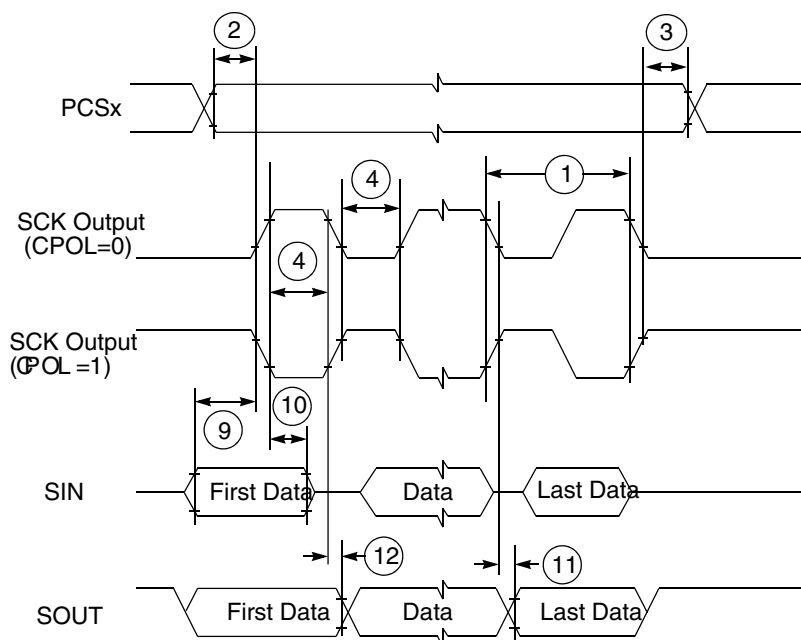 2
3
PCSx
4
1
SCK Output
(CPOL=0)
4
SCK Output
(CPOL =1)
9
10
SIN
First Data
Data
Last Data
12
11
SOUT
First Data
Data
Last Data